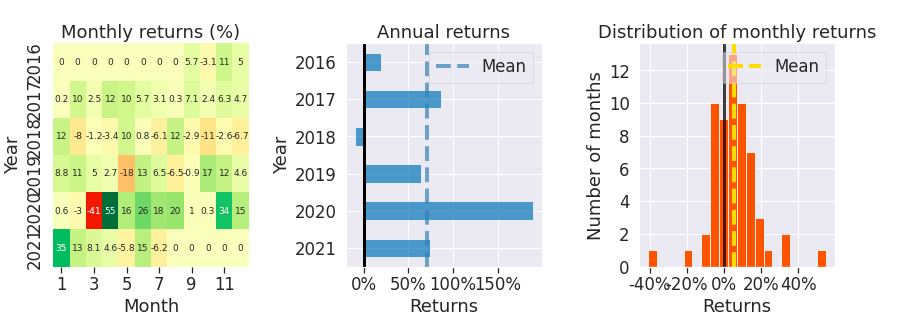 Monthly returns (%)
Year
2016 0 0 0 0 0 0 0 0 5.7 -3.1 11 5
2017 0.2 10 2.5 12 10 5.7 3.1 0.3 7.1 2.4 6.3 4.7
2018 12 -8 -1.2 -3.4 10 0.8 -6.1 12 -2.9 -11 -2.6 -6.7
2019 8.8 11 5 2.7 -18 13 6.5 -6.5 -0.9 17 12 4.6
2020 0.6 -3 -41 55 16 26 18 20 1 0.3 34 15
2021 35 13 8.1 4.6 -5.8 15 -6.2 0 0 0 0 0
1 3 5 7 9 11
Month
Annual returns
Mean
Year
2016
2017
2018
2019
2020
2021
0% 50% 100% 150%
Returns
Distribution of monthly returns
Mean
Number of months
12
10
8
6
4
2
0
-40% -20% 0% 20% 40%
Returns